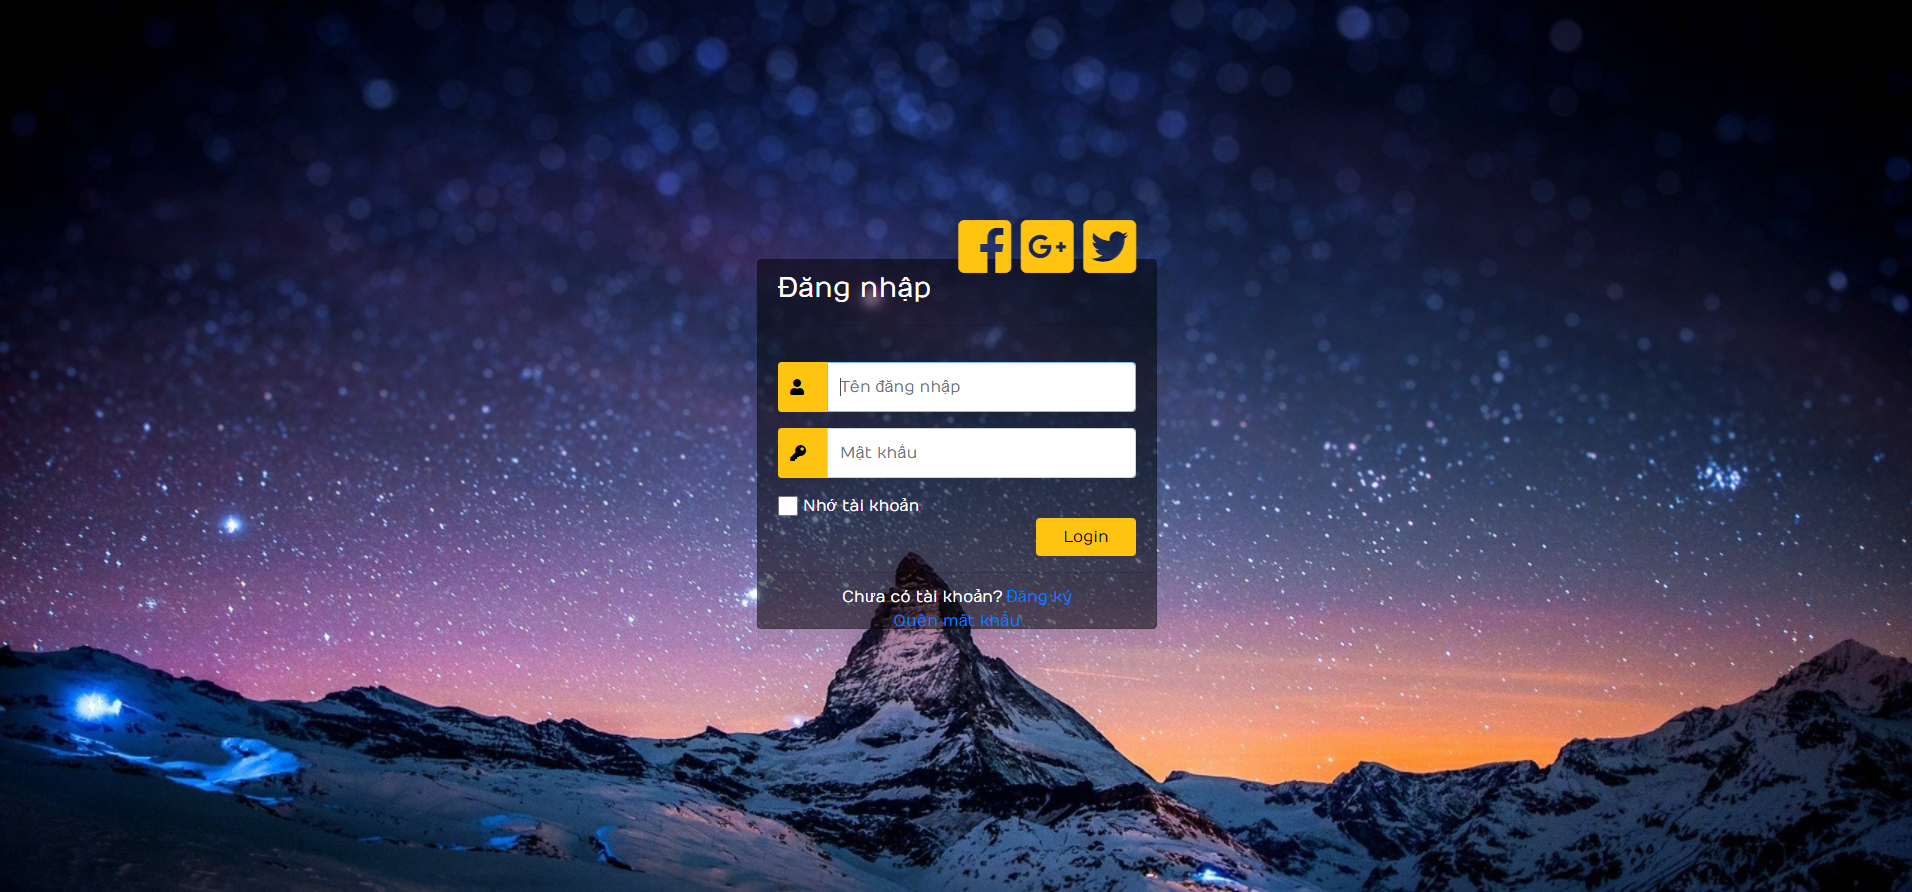 Đăng nhập
Tên đăng nhập
Mật khẩu
Nhớ tài khoản
Login
Chưa có tài khoản? Đăng ký
Quên mật khẩu